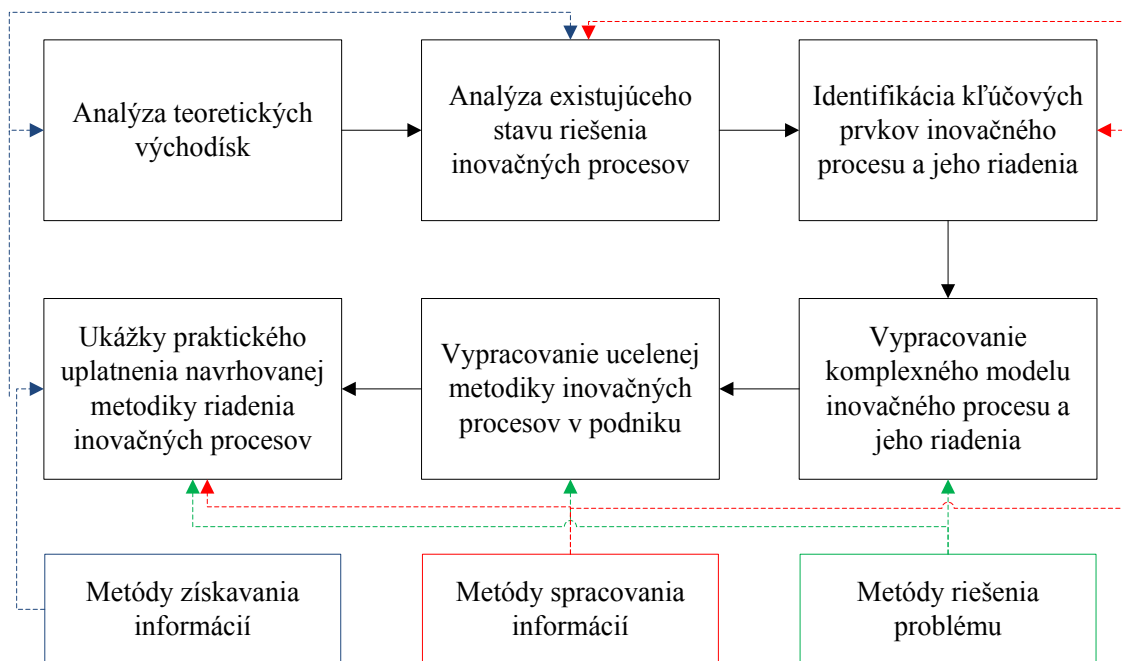 Analýza teoretických
východísk
Analýza existujúceho
stavu riešenia
inovačných procesov
Identifikácia kľúčových
prvkov inovačného
procesu a jeho riadenia
Ukážky praktického
uplatnenia navrhovanej
metodiky riadenia
inovačných procesov
Vypracovanie ucelenej
metodiky inovačných
procesov v podniku
Vypracovanie
komplexného modelu
inovačného procesu a
jeho riadenia
Metódy získavania
informácií
Metódy spracovania
informácií
Metódy riešenia
problému